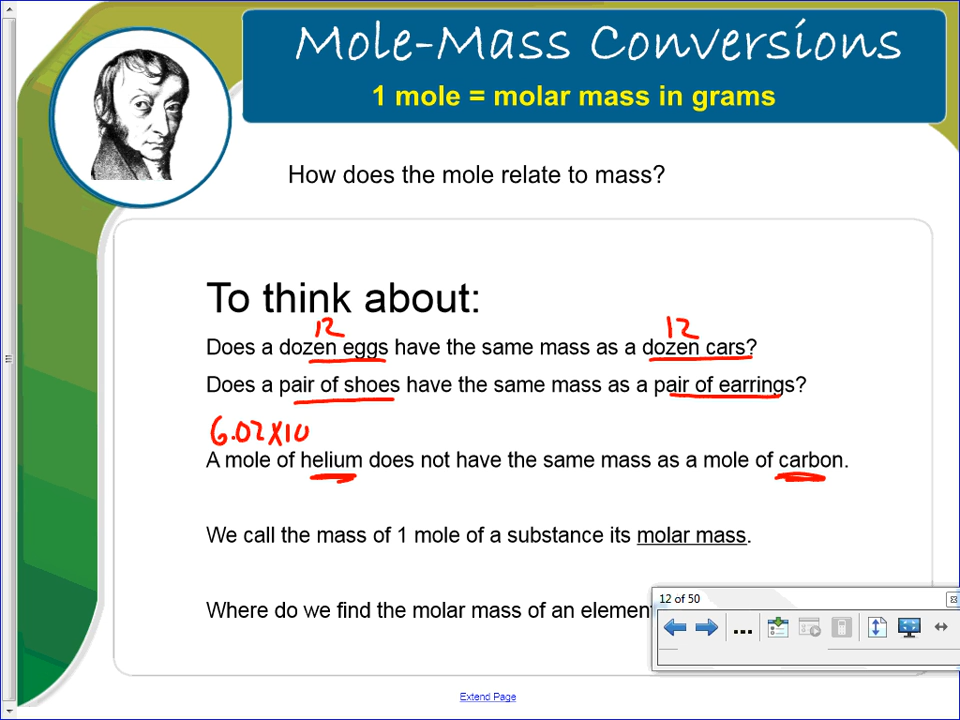 Mole-Mass Conversions
1 mole = molar mass in grams
How does the mole relate to mass?
To think about:
12 12
Does a dozen eggs have the same mass as a dozen cars?
Does a pair of shoes have the same mass as a pair of earrings?
6.02x10
A mole of helium does not have the same mass as a mole of carbon.
We call the mass of 1 mole of a substance its molar mass.
Where do we find the molar mass of an element
12 of 50
Extend Page